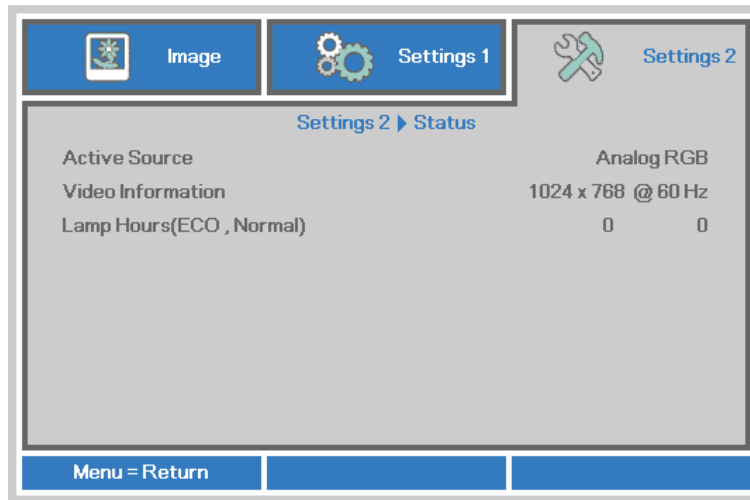 Image Settings 1 Settings 2
Settings 2 ▶ Status
Active Source Analog RGB
Video Information 1024 x 768 @ 60 Hz
Lamp Hours(ECO , Normal) 0 0
Menu = Return